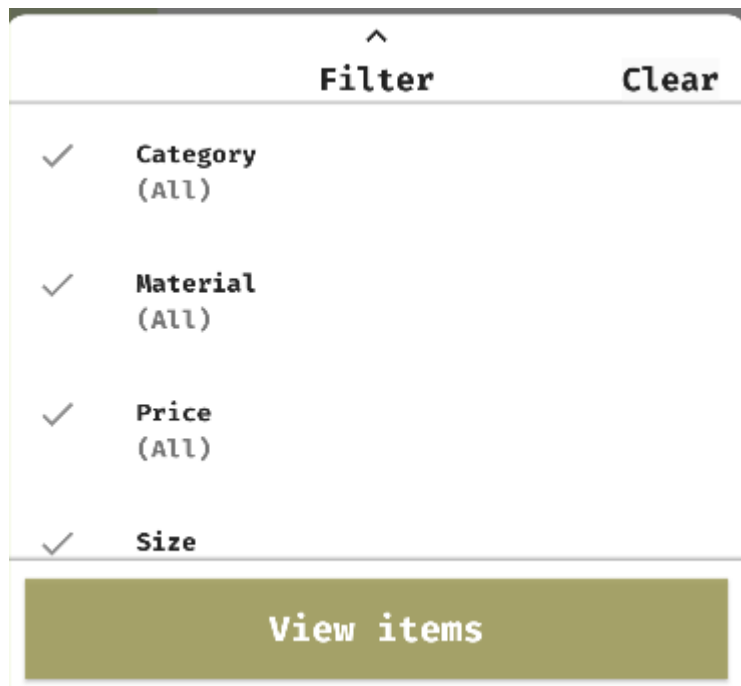 Filter Clear
Category
(All)
Material
(All)
Price
(All)
Size
View items